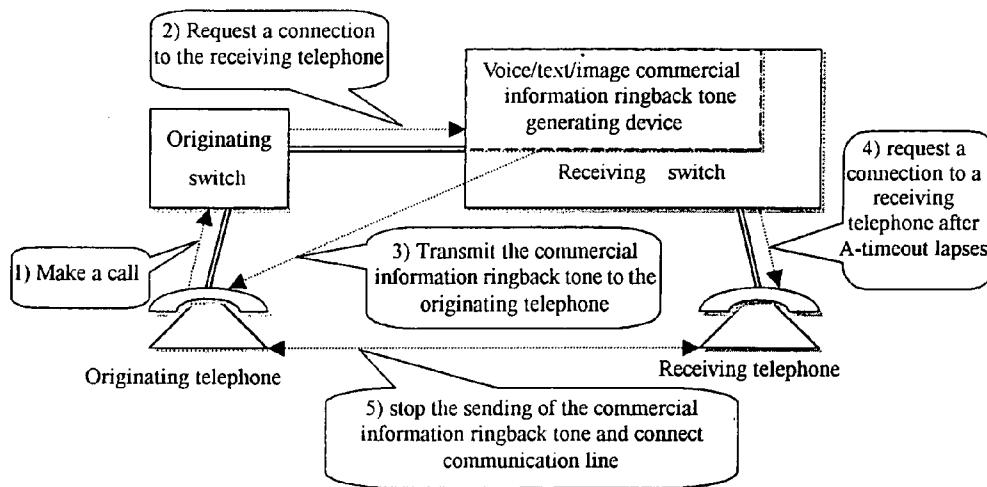 2) Request a connection
to the receiving telephone
Voice/text/image commercial
information ringback tone
generating device
Originating
switch
Receiving switch
4) request a
connection to a
receiving
telephone after
A-timeout lapses
1) Make a call
3) Transmit the commercial
information ringback tone to the
originating telephone
Originating telephone
Receiving telephone
5) stop the sending of the commercial
information ringback tone and connect
communication line